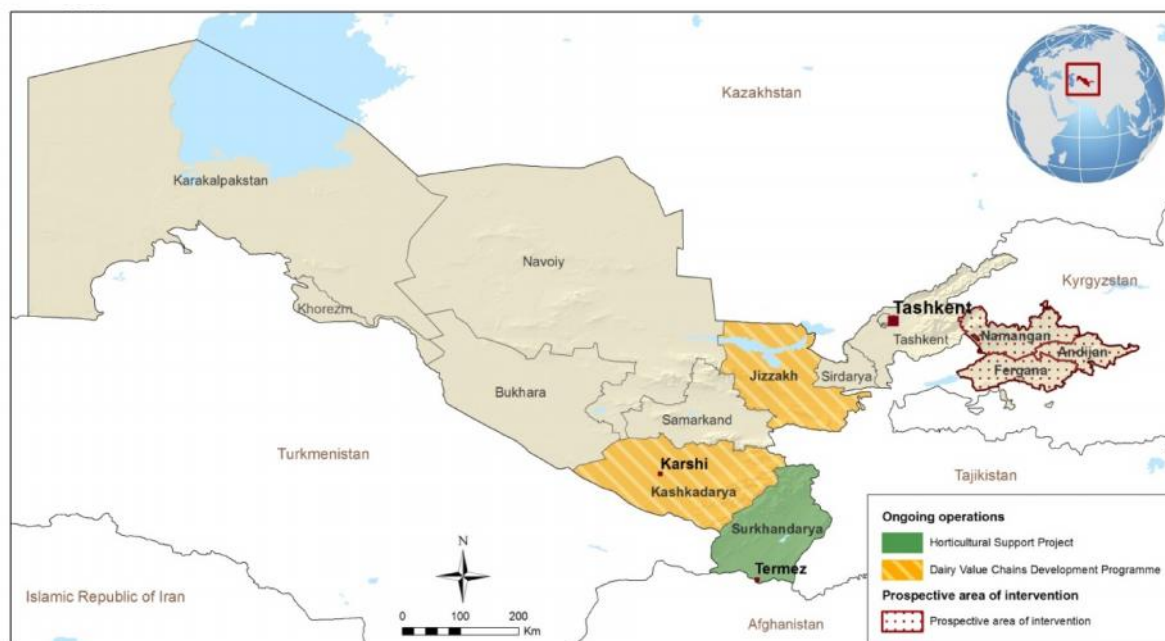 Kazakhstan
Karakalpakstan
Navoiy
Kyrgyzstan
Khorezm
Tashkent
Tashkent
Namangan
Andijan
Fergana
Jizzakh
Sirdarya
Bukhara
Samarkand
Turkmenistan
Karshi
Kashkadarya
Tajikistan
Surkhandarya
Termez
Islamic Republic of Iran
Afghanistan
N
0 100 200
Km
Ongoing operations
Horticultural Support Project
Dairy Value Chains Development Programme
Prospective area of intervention
Prospective area of intervention